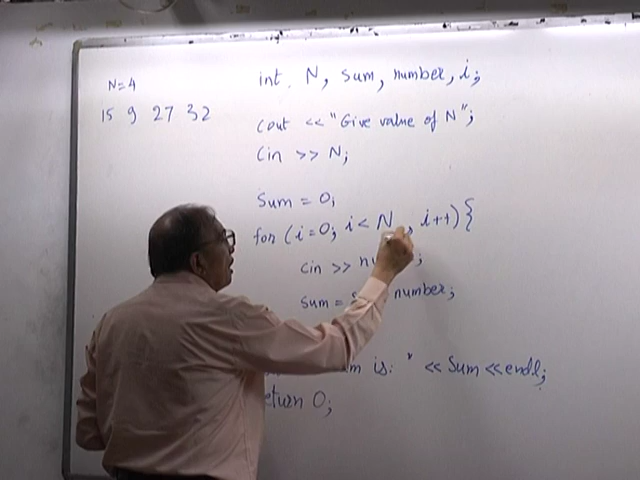 N=4
15 9 27 32
int N, sum, number, i;
cout << "Give value of N";
Cin >> N;
Sum = 0;
for (i=0; i< N, i++) {
cin >> nu ;
sum = number;
is: " << Sum << endl;
eturn 0;